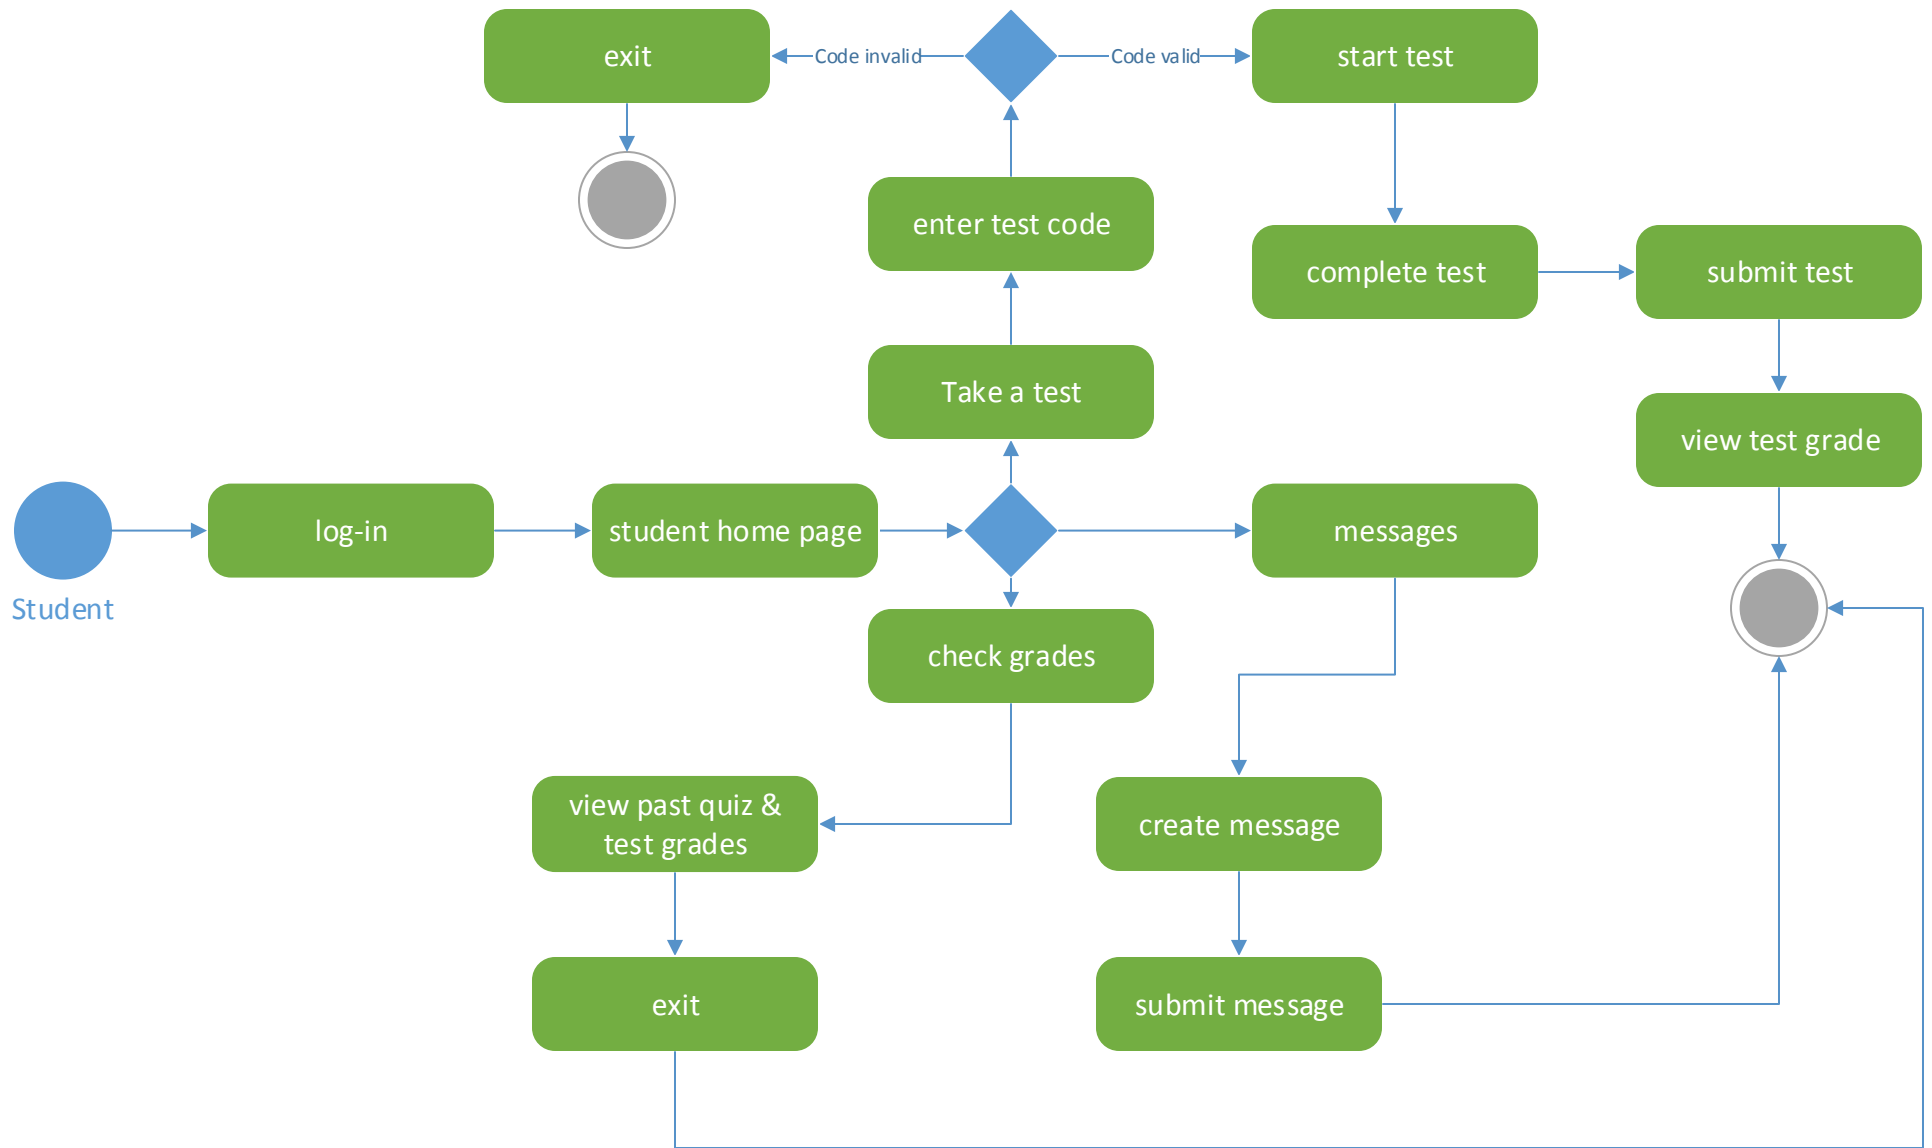 exit
Code invalid
Code valid
start test
enter test code
complete test
submit test
Take a test
view test grade
Student
log-in
student home page
messages
check grades
view past quiz &
test grades
create message
exit
submit message